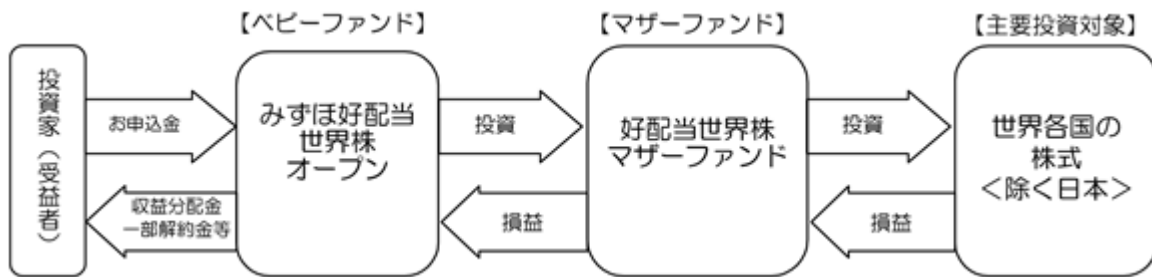 【ベビーファンド】
【マザーファンド】
【主要投資対象】
投資家（受益者）
お申込金
収益分配金
一部解約金等
みずほ好配当
世界株
オープン
投資
損益
好配当世界株
マザーファンド
投資
損益
世界各国の
株式
＜除く日本＞